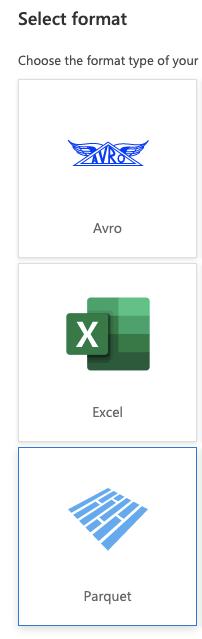 Select format
Choose the format type of your
AVRO
Avro
X
Excel
Parquet